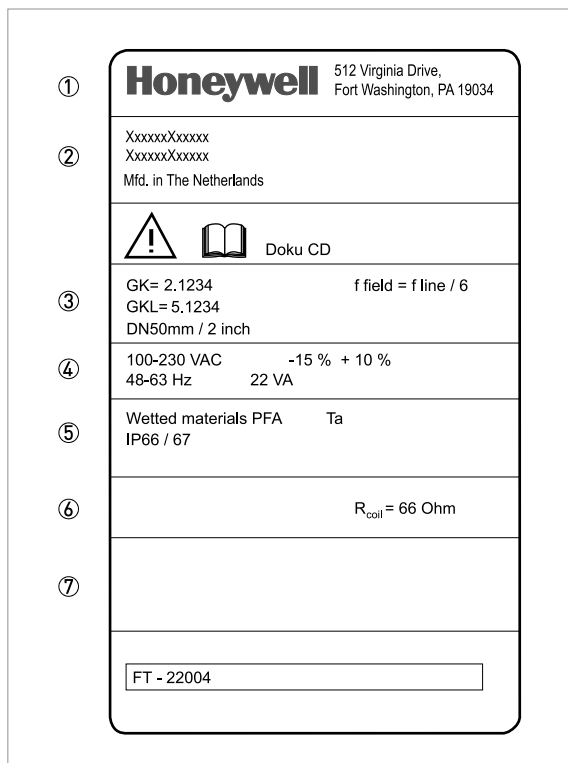 ① Honeywell 512 Virginia Drive,
Fort Washington, PA 19034
② XxxxxxXxxxxx
XxxxxxXxxxxx
Mfd. in The Netherlands
Doku CD
③ GK= 2.1234 f field = f line / 6
GKL= 5.1234
DN50mm / 2 inch
④ 100-230 VAC -15 % + 10 %
48-63 Hz 22 VA
⑤ Wetted materials PFA Ta
IP66 / 67
⑥ Rcoil = 66 Ohm
⑦
FT - 22004